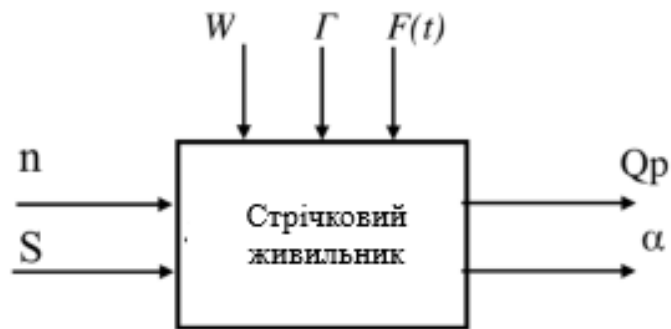 W Г F(t)
n
Qp
Стрічковий
S
α
живильник